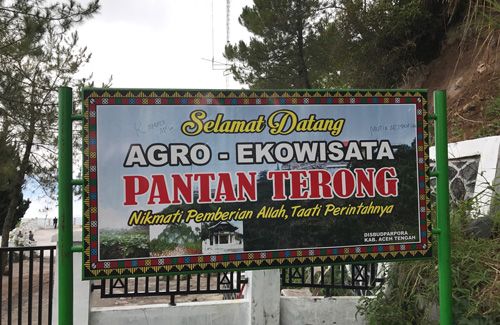 Selamat Datang
AGRO - EKOWISATA
PANTAN TERONG
Nikmati, Pemberian Allah, Taati Perintahnya
DISBUDPARPORA
KAB. ACEH TENGAH